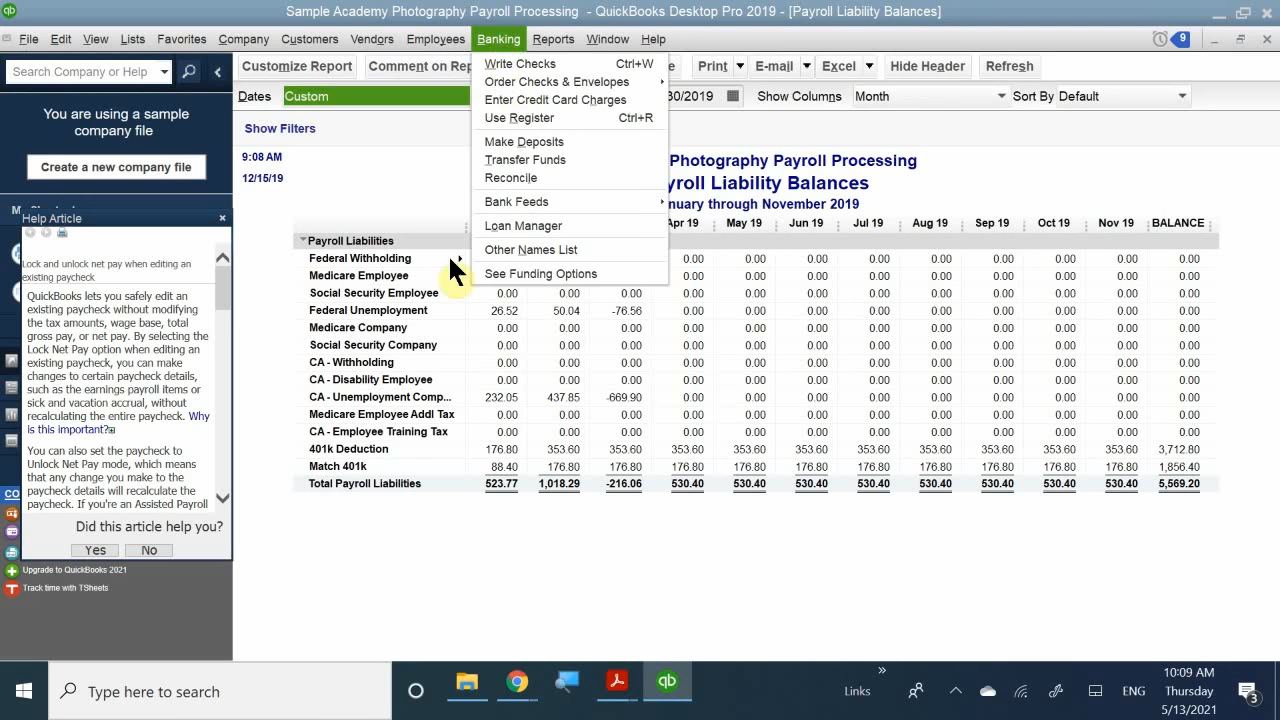 Sample Academy Photography Payroll Processing - QuickBooks Desktop Pro 2019 - [Payroll Liability Balances]
File Edit View Lists Favorites Company Customers Vendors Employees Banking Reports Window Help 9
Search Company or Help
Customize Report Comment on Rep Print E-mail Excel Hide Header Refresh
Dates Custom 30/2019 Show Columns Month Sort By Default
You are using a sample
company file
Create a new company file
Show Filters
9:08 AM
12/15/19
Write Checks Ctrl+W
Order Checks & Envelopes
Enter Credit Card Charges
Use Register Ctrl+R
Make Deposits
Transfer Funds
Reconcile
Bank Feeds
Loan Manager
Other Names List
See Funding Options
Photography Payroll Processing
yroll Liability Balances
nuary through November 2019
Apr 19 May 19 Jun 19 Jul 19 Aug 19 Sep 19 Oct 19 Nov 19 BALANCE
Payroll Liabilities
Federal Withholding 0.00 0.00 0.00 0.00 0.00 0.00 0.00 0.00 0.00
Medicare Employee 0.00 0.00 0.00 0.00 0.00 0.00 0.00 0.00 0.00
Social Security Employee 0.00 0.00 0.00 0.00 0.00 0.00 0.00 0.00 0.00 0.00 0.00 0.00
Federal Unemployment 26.52 50.04 -76.56 0.00 0.00 0.00 0.00 0.00 0.00 0.00 0.00 0.00
Medicare Company 0.00 0.00 0.00 0.00 0.00 0.00 0.00 0.00 0.00 0.00 0.00 0.00
Social Security Company 0.00 0.00 0.00 0.00 0.00 0.00 0.00 0.00 0.00 0.00 0.00 0.00
CA - Withholding 0.00 0.00 0.00 0.00 0.00 0.00 0.00 0.00 0.00 0.00 0.00 0.00
CA - Disability Employee 0.00 0.00 0.00 0.00 0.00 0.00 0.00 0.00 0.00 0.00 0.00 0.00
CA - Unemployment Comp... 232.05 437.85 -669.90 0.00 0.00 0.00 0.00 0.00 0.00 0.00 0.00 0.00
Medicare Employee Addl Tax 0.00 0.00 0.00 0.00 0.00 0.00 0.00 0.00 0.00 0.00 0.00 0.00
CA - Employee Training Tax 0.00 0.00 0.00 0.00 0.00 0.00 0.00 0.00 0.00 0.00 0.00 0.00
401k Deduction 176.80 353.60 353.60 353.60 353.60 353.60 353.60 353.60 353.60 353.60 353.60 3,712.80
Match 401k 88.40 176.80 176.80 176.80 176.80 176.80 176.80 176.80 176.80 176.80 176.80 1,856.40
Total Payroll Liabilities 523.77 1,018.29 -216.06 530.40 530.40 530.40 530.40 530.40 530.40 530.40 530.40 5,569.20
Help Article
Lock and unlock net pay when editing an
existing paycheck
QuickBooks lets you safely edit an
existing paycheck without modifying
the tax amounts, wage base, total
gross pay, or net pay. By selecting the
Lock Net Pay option when editing an
existing paycheck, you can make
changes to certain paycheck details,
such as the earnings payroll items or
sick and vacation accrual, without
recalculating the entire paycheck. Why
is this important?
You can also set the paycheck to
Unlock Net Pay mode, which means
that any change you make to the
paycheck details will recalculate the
paycheck. If you're an Assisted Payroll
Did this article help you?
Yes No
Upgrade to QuickBooks 2021
Track time with TSheets
Type here to search
Links
ENG
10:09 AM
Thursday
5/13/2021
3